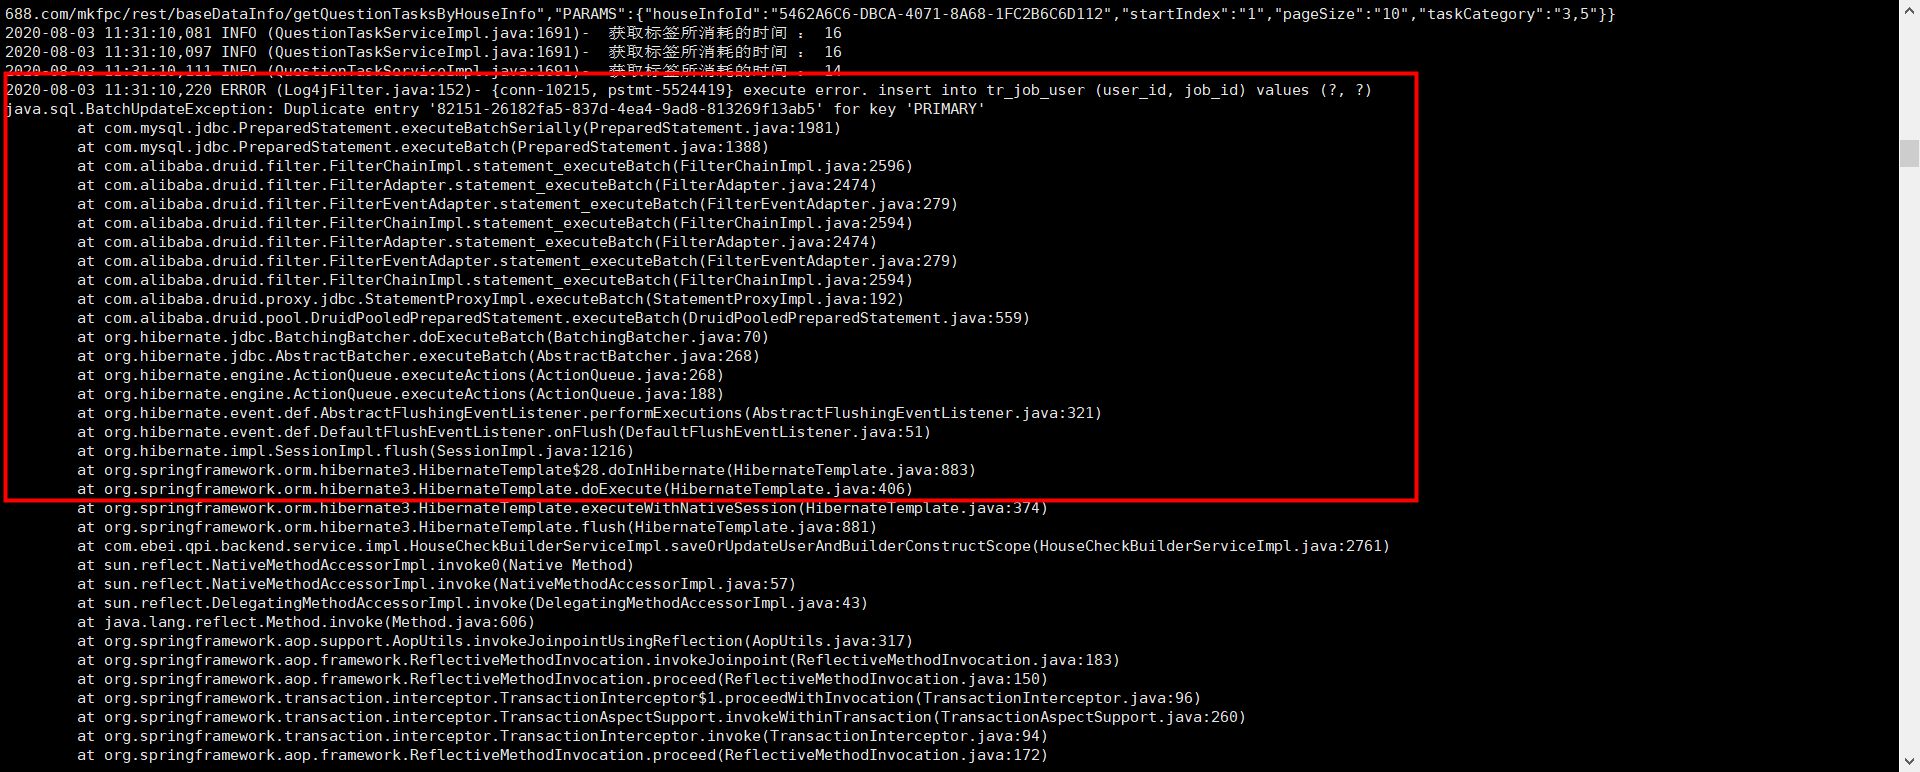 688.com/mkfpc/rest/baseDataInfo/getQuestionTasksByHouseInfo","PARAMS":{"houseInfoId":"5462A6C6-DBCA-4071-8A68-1FC2B6C6D112","startIndex":"1","pageSize":"10","taskCategory":"3,5"}}
2020-08-03 11:31:10,081 INFO (QuestionTaskServiceImpl.java:1691)-  获取标签所消耗的时间 :  16
2020-08-03 11:31:10,097 INFO (QuestionTaskServiceImpl.java:1691)-  获取标签所消耗的时间 :  16
2020-08-03 11:31:10,111 INFO (QuestionTaskServiceImpl.java:1691)-  获取标签所消耗的时间 :  14
2020-08-03 11:31:10,220 ERROR (Log4jFilter.java:152)- {conn-10215, pstmt-5524419} execute error. insert into tr_job_user (user_id, job_id) values (?, ?)
java.sql.BatchUpdateException: Duplicate entry '82151-26182fa5-837d-4ea4-9ad8-813269f13ab5' for key 'PRIMARY'
        at com.mysql.jdbc.PreparedStatement.executeBatchSerially(PreparedStatement.java:1981)
        at com.mysql.jdbc.PreparedStatement.executeBatch(PreparedStatement.java:1388)
        at com.alibaba.druid.filter.FilterChainImpl.statement_executeBatch(FilterChainImpl.java:2596)
        at com.alibaba.druid.filter.FilterAdapter.statement_executeBatch(FilterAdapter.java:2474)
        at com.alibaba.druid.filter.FilterEventAdapter.statement_executeBatch(FilterEventAdapter.java:279)
        at com.alibaba.druid.filter.FilterChainImpl.statement_executeBatch(FilterChainImpl.java:2594)
        at com.alibaba.druid.filter.FilterAdapter.statement_executeBatch(FilterAdapter.java:2474)
        at com.alibaba.druid.filter.FilterEventAdapter.statement_executeBatch(FilterEventAdapter.java:279)
        at com.alibaba.druid.filter.FilterChainImpl.statement_executeBatch(FilterChainImpl.java:2594)
        at com.alibaba.druid.proxy.jdbc.StatementProxyImpl.executeBatch(StatementProxyImpl.java:192)
        at com.alibaba.druid.pool.DruidPooledPreparedStatement.executeBatch(DruidPooledPreparedStatement.java:559)
        at org.hibernate.jdbc.BatchingBatcher.doExecuteBatch(BatchingBatcher.java:70)
        at org.hibernate.jdbc.AbstractBatcher.executeBatch(AbstractBatcher.java:268)
        at org.hibernate.engine.ActionQueue.executeActions(ActionQueue.java:268)
        at org.hibernate.engine.ActionQueue.executeActions(ActionQueue.java:188)
        at org.hibernate.event.def.AbstractFlushingEventListener.performExecutions(AbstractFlushingEventListener.java:321)
        at org.hibernate.event.def.DefaultFlushEventListener.onFlush(DefaultFlushEventListener.java:51)
        at org.hibernate.impl.SessionImpl.flush(SessionImpl.java:1216)
        at org.springframework.orm.hibernate3.HibernateTemplate$28.doInHibernate(HibernateTemplate.java:883)
        at org.springframework.orm.hibernate3.HibernateTemplate.doExecute(HibernateTemplate.java:406)
        at org.springframework.orm.hibernate3.HibernateTemplate.executeWithNativeSession(HibernateTemplate.java:374)
        at org.springframework.orm.hibernate3.HibernateTemplate.flush(HibernateTemplate.java:881)
        at com.ebei.qpi.backend.service.impl.HouseCheckBuilderServiceImpl.saveOrUpdateUserAndBuilderConstructScope(HouseCheckBuilderServiceImpl.java:2761)
        at sun.reflect.NativeMethodAccessorImpl.invoke0(Native Method)
        at sun.reflect.NativeMethodAccessorImpl.invoke(NativeMethodAccessorImpl.java:57)
        at sun.reflect.DelegatingMethodAccessorImpl.invoke(DelegatingMethodAccessorImpl.java:43)
        at java.lang.reflect.Method.invoke(Method.java:606)
        at org.springframework.aop.support.AopUtils.invokeJoinpointUsingReflection(AopUtils.java:317)
        at org.springframework.aop.framework.ReflectiveMethodInvocation.invokeJoinpoint(ReflectiveMethodInvocation.java:183)
        at org.springframework.aop.framework.ReflectiveMethodInvocation.proceed(ReflectiveMethodInvocation.java:150)
        at org.springframework.transaction.interceptor.TransactionInterceptor$1.proceedWithInvocation(TransactionInterceptor.java:96)
        at org.springframework.transaction.interceptor.TransactionAspectSupport.invokeWithinTransaction(TransactionAspectSupport.java:260)
        at org.springframework.transaction.interceptor.TransactionInterceptor.invoke(TransactionInterceptor.java:94)
        at org.springframework.aop.framework.ReflectiveMethodInvocation.proceed(ReflectiveMethodInvocation.java:172)